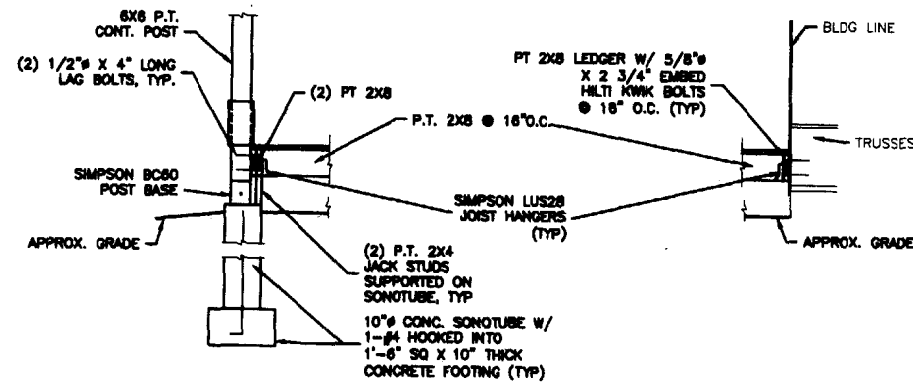 6X6 P.T.
CONT. POST
(2) 1/2"ø X 4" LONG
LAG BOLTS, TYP.
(2) PT 2X8
P.T. 2X8 @ 16"O.C.
SIMPSON BC60
POST BASE
SIMPSON LUS28
JOIST HANGERS
(TYP)
APPROX. GRADE
(2) P.T. 2X4
JACK STUDS
SUPPORTED ON
SONOTUBE, TYP
10"ø CONC. SONOTUBE W/
1-#4 HOOKED INTO
1'-6" SQ X 10" THICK
CONCRETE FOOTING (TYP)
BLDG LINE
PT 2X8 LEDGER W/ 5/8"ø
X 2 3/4" EMBED
HILTI KWIK BOLTS
@ 16" O.C. (TYP)
TRUSSES
APPROX. GRADE